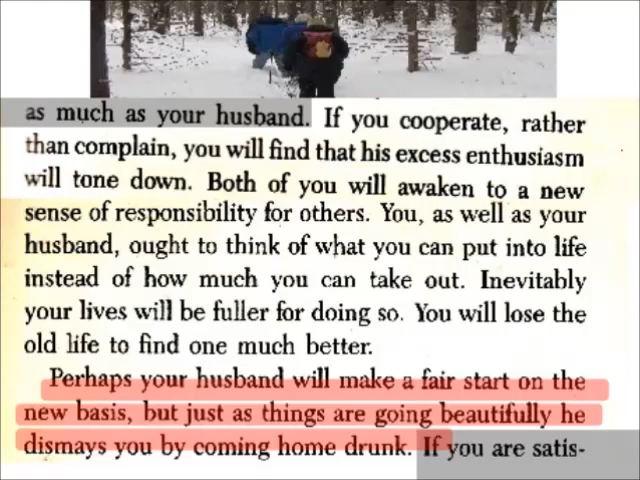 as much as your husband. If you cooperate, rather
than complain, you will find that his excess enthusiasm
will tone down. Both of you will awaken to a new
sense of responsibility for others. You, as well as your
husband, ought to think of what you can put into life
instead of how much you can take out. Inevitably
your lives will be fuller for doing so. You will lose the
old life to find one much better.
Perhaps your husband will make a fair start on the
new basis, but just as things are going beautifully he
dismays you by coming home drunk. If you are satis-